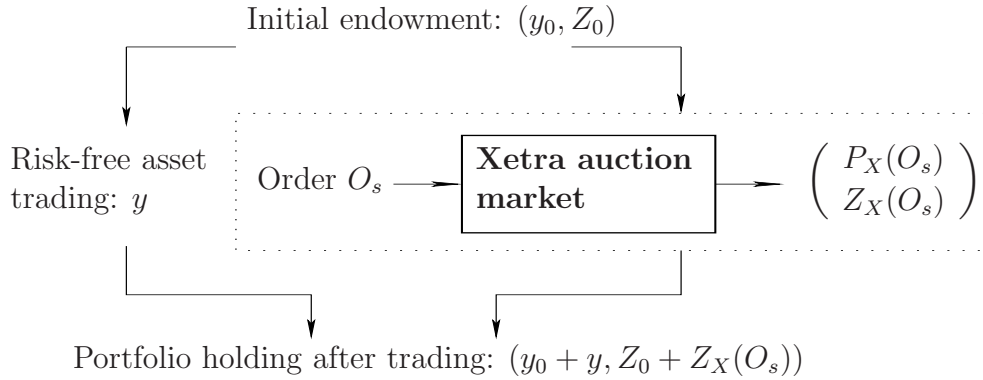 Initial endowment: (y_0, Z_0)
Risk-free asset
trading: y
Order O_s
Xetra auction
market
P_X(O_s)
Z_X(O_s)
Portfolio holding after trading: (y_0 + y, Z_0 + Z_X(O_s))